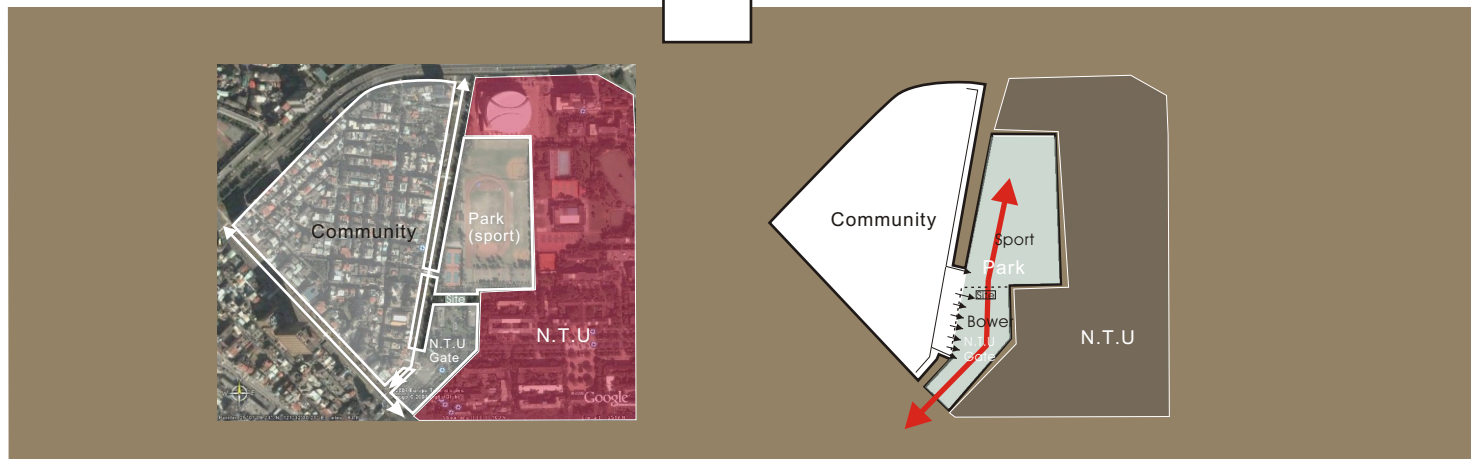 Community
Park
(sport)
Site
N.T.U
Gate
N.T.U
Google
Community
Sport
Park
Site
Bower
N.T.U
Gate
N.T.U